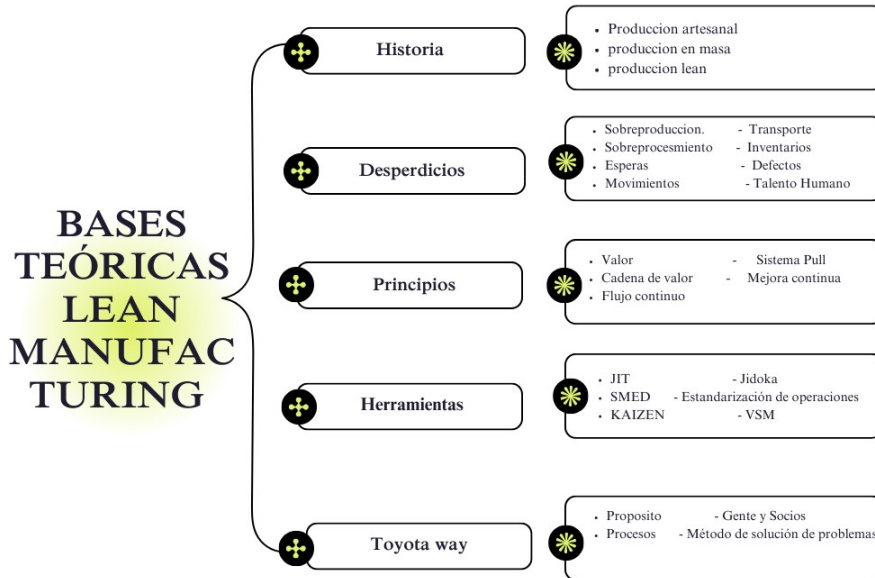 BASES
TEÓRICAS
LEAN
MANUFAC
TURING
Historia
Produccion artesanal
produccion en masa
produccion lean
Desperdicios
Sobreproduccion. - Transporte
Sobreprocesmiento - Inventarios
Esperas - Defectos
Movimientos - Talento Humano
Principios
Valor - Sistema Pull
Cadena de valor - Mejora continua
Flujo continuo
Herramientas
JIT - Jidoka
SMED - Estandarización de operaciones
KAIZEN - VSM
Toyota way
Proposito - Gente y Socios
Procesos - Método de solución de problemas